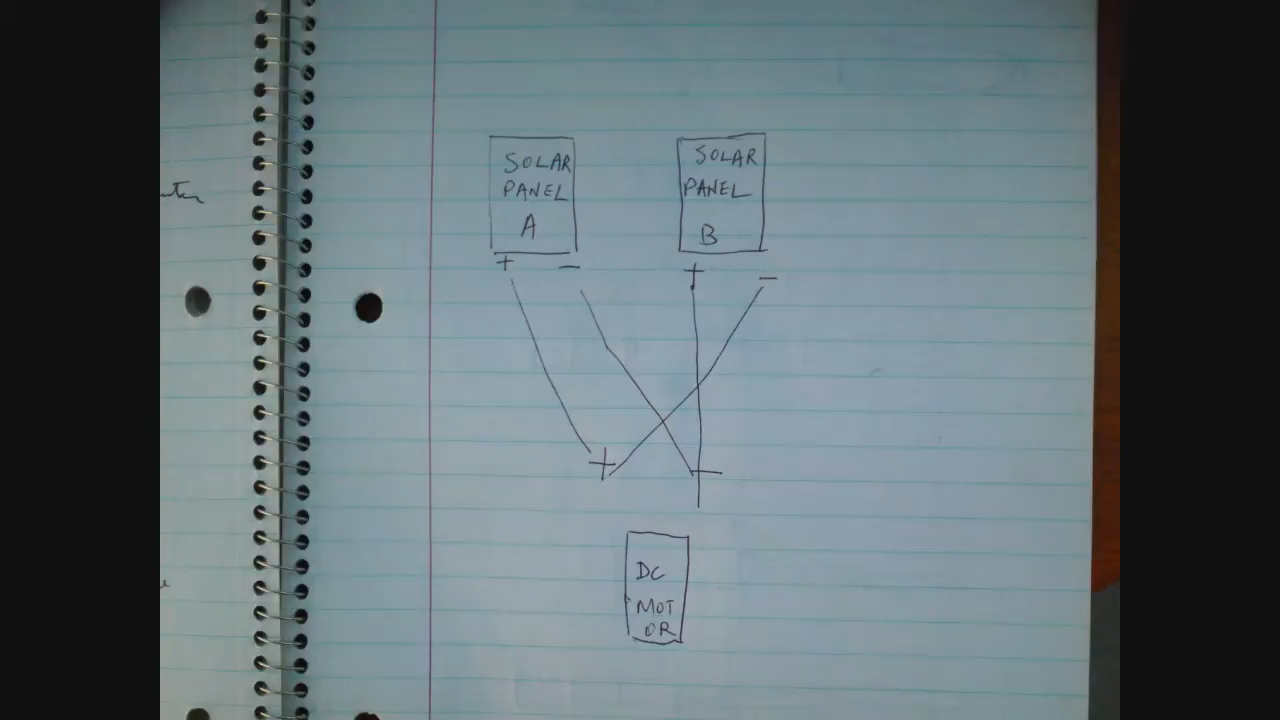 SOLAR
PANEL
A
+ −
SOLAR
PANEL
B
+ −
+ −
DC
MOT
OR